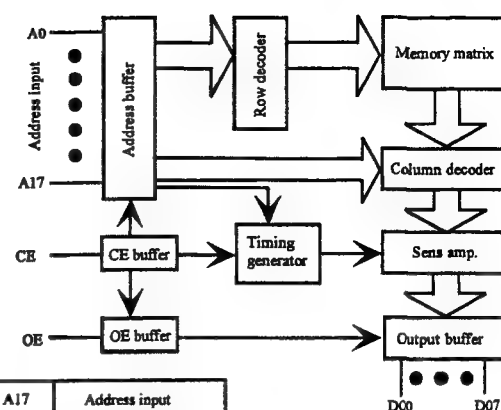 A0
Address input
A17
Address buffer
Row decoder
Memory matrix
Column decoder
CE
CE buffer
Timing
generator
Sens amp.
OE
OE buffer
Output buffer
D00
D07
A17
Address input